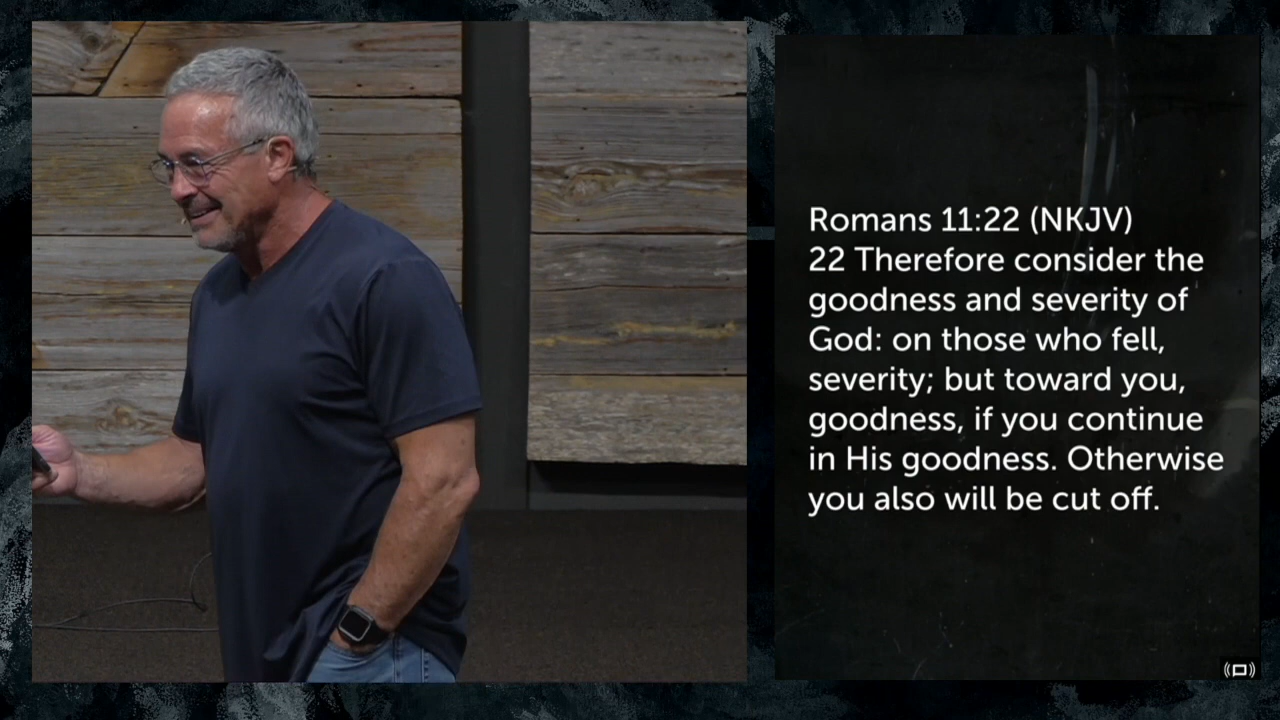 Romans 11:22 (NKJV)
22 Therefore consider the
goodness and severity of
God: on those who fell,
severity; but toward you,
goodness, if you continue
in His goodness. Otherwise
you also will be cut off.